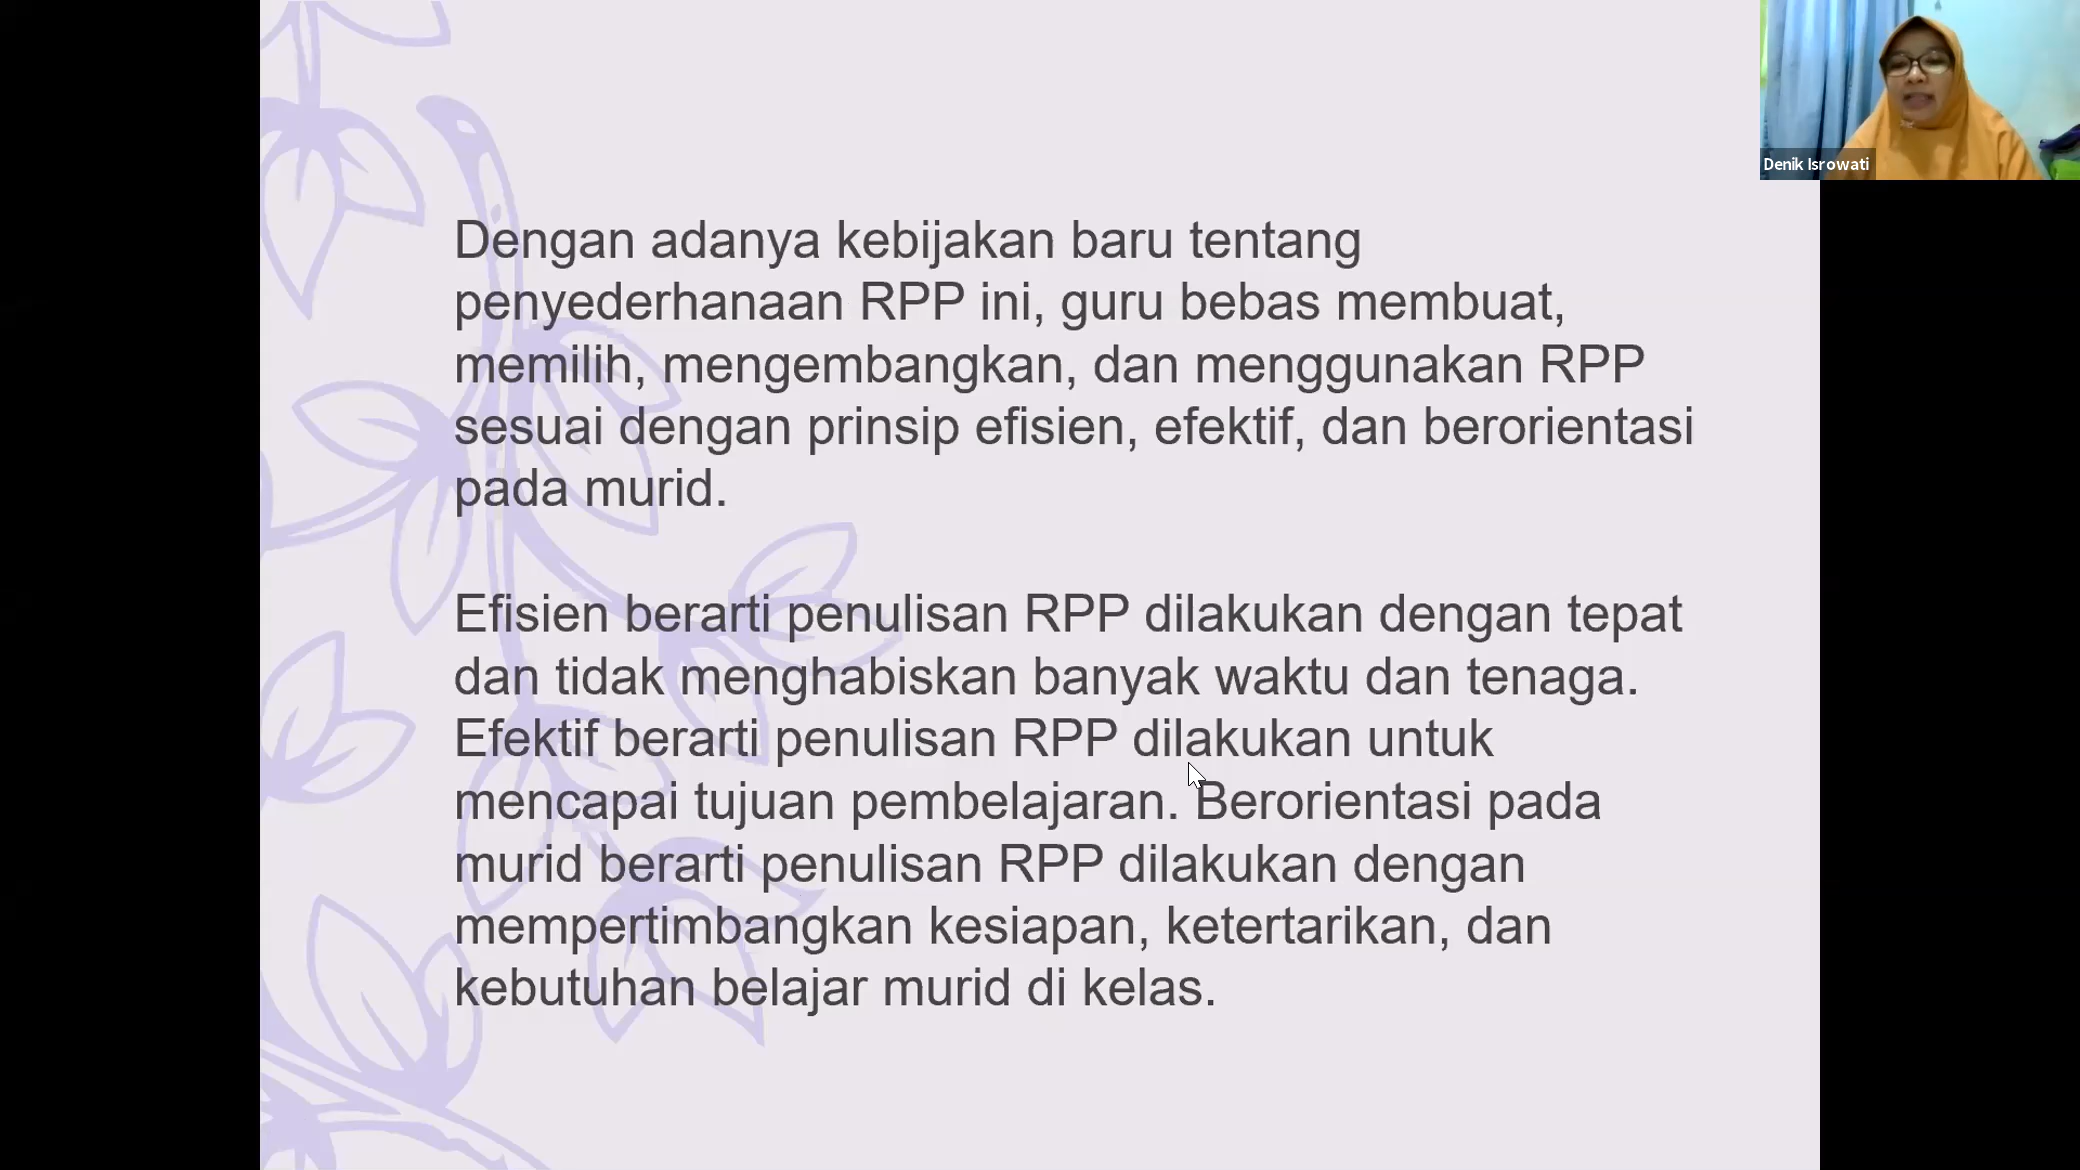 Dengan adanya kebijakan baru tentang
penyederhanaan RPP ini, guru bebas membuat,
memilih, mengembangkan, dan menggunakan RPP
sesuai dengan prinsip efisien, efektif, dan berorientasi
pada murid.
Efisien berarti penulisan RPP dilakukan dengan tepat
dan tidak menghabiskan banyak waktu dan tenaga.
Efektif berarti penulisan RPP dilakukan untuk
mencapai tujuan pembelajaran. Berorientasi pada
murid berarti penulisan RPP dilakukan dengan
mempertimbangkan kesiapan, ketertarikan, dan
kebutuhan belajar murid di kelas.
Denik Isrowati